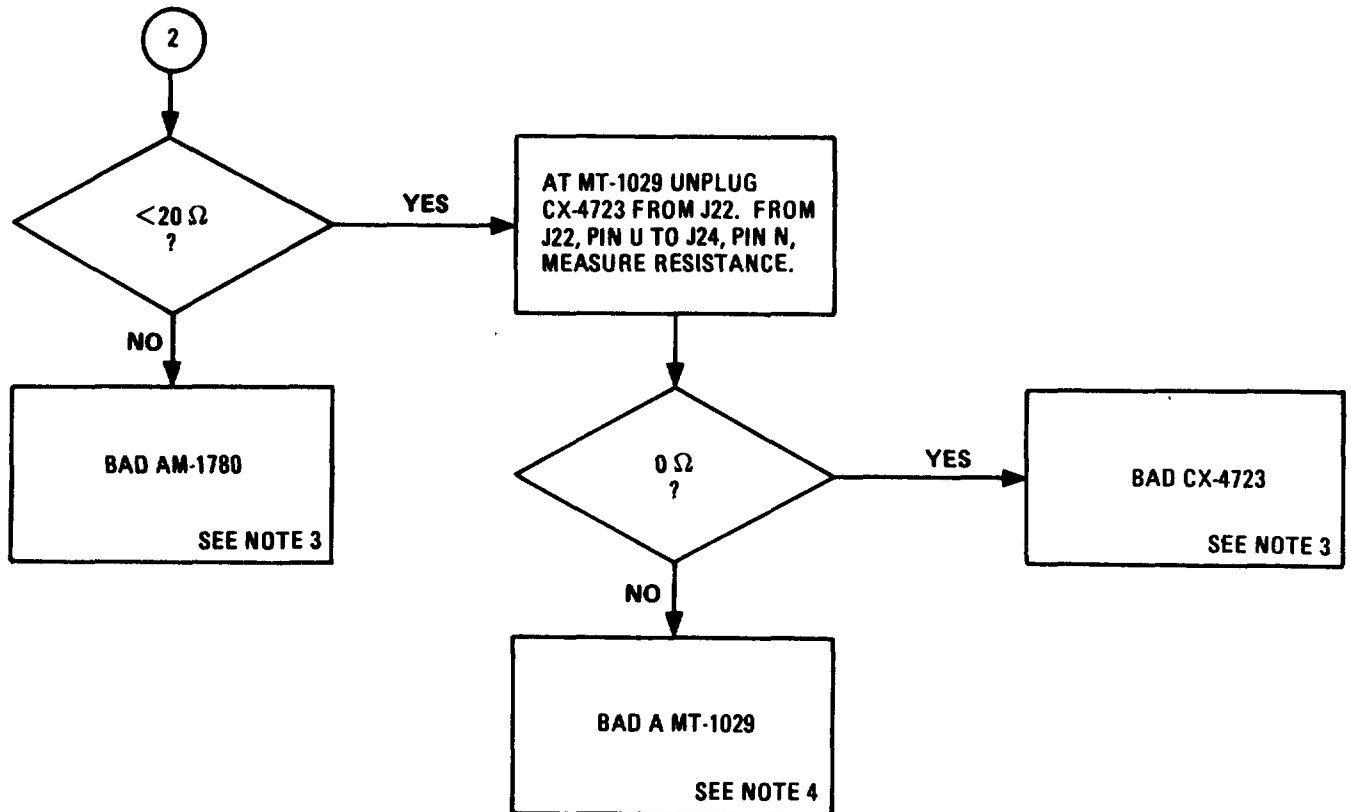 2
<20 Ω
?
YES
NO
AT MT-1029 UNPLUG
CX-4723 FROM J22. FROM
J22, PIN U TO J24, PIN N,
MEASURE RESISTANCE.
BAD AM-1780
SEE NOTE 3
0 Ω
?
YES
NO
BAD CX-4723
SEE NOTE 3
BAD A MT-1029
SEE NOTE 4